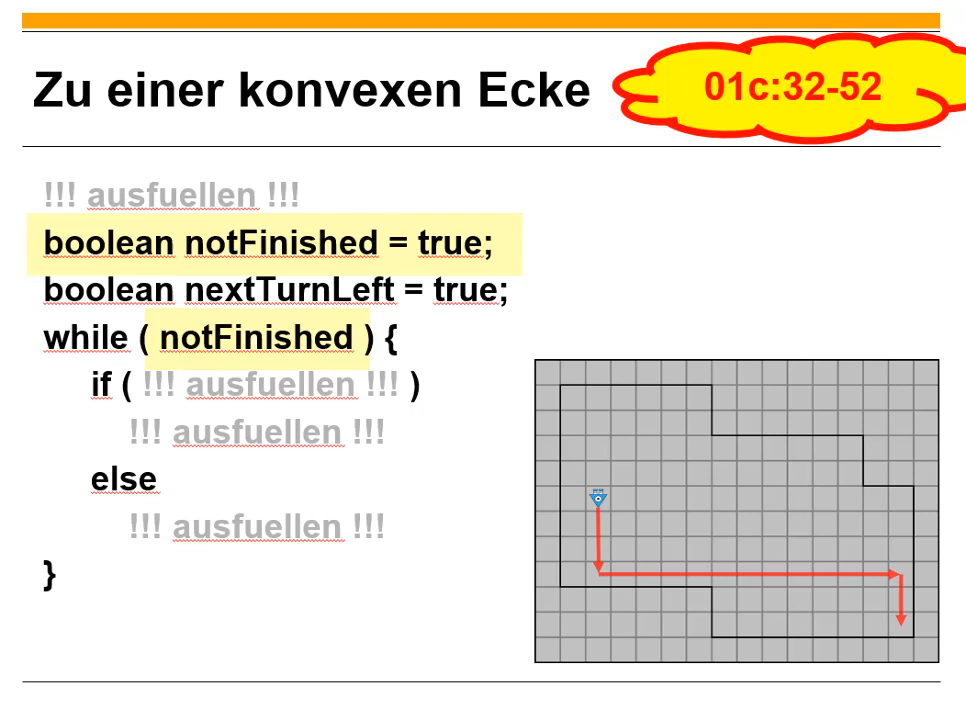 Zu einer konvexen Ecke
01c:32-52
!!! ausfuellen !!!
boolean notFinished = true;
boolean nextTurnLeft = true;
while ( notFinished ) {
if ( !!! ausfuellen !!! )
!!! ausfuellen !!!
else
!!! ausfuellen !!!
}